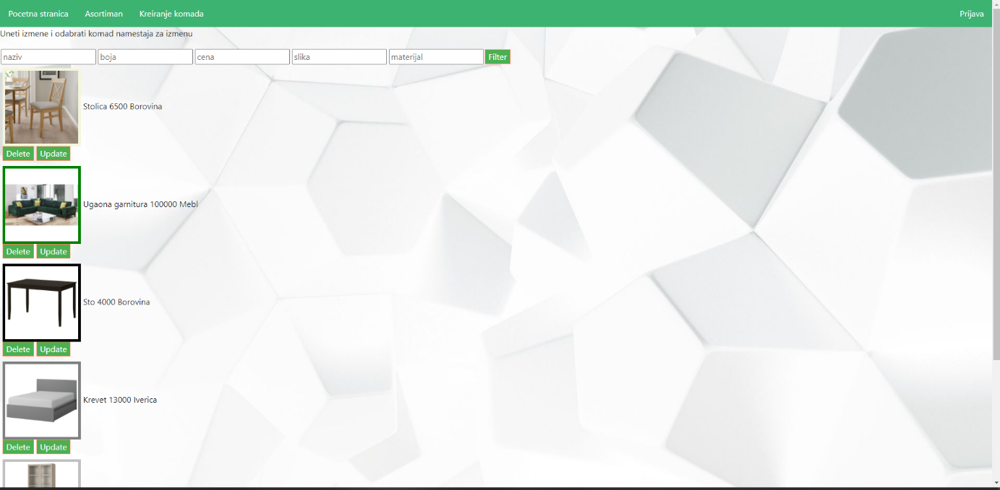 Pocetna stranica Asortiman Kreiranje komada Prijava
Uneti izmene i odabrati komad namestaja za izmenu
naziv boja cena slika materijal Filter
Stolica 6500 Borovina
Delete Update
Ugaona garnitura 100000 Mebl
Delete Update
Sto 4000 Borovina
Delete Update
Krevet 13000 Iverica
Delete Update